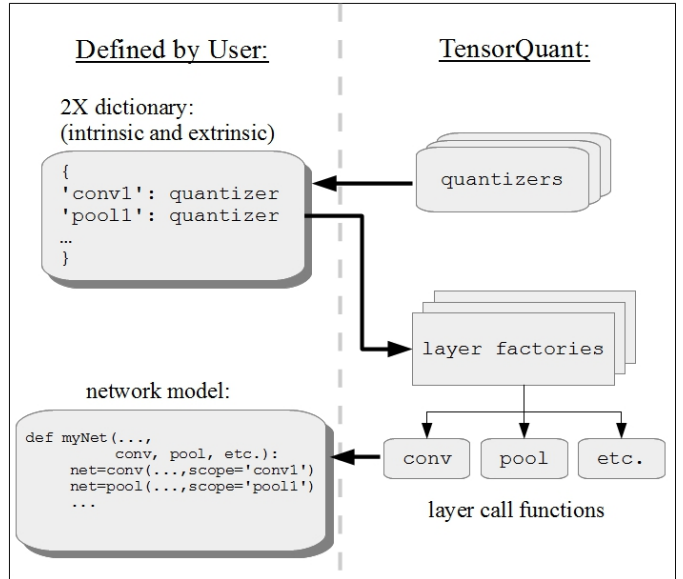 Defined by User:
TensorQuant:
2X dictionary:
(intrinsic and extrinsic)
{
'conv1': quantizer
'pool1': quantizer
…
}
quantizers
layer factories
network model:
def myNet(...,
conv, pool, etc.):
net=conv(...,scope='conv1')
net=pool(...,scope='pool1')
...
conv
pool
etc.
layer call functions